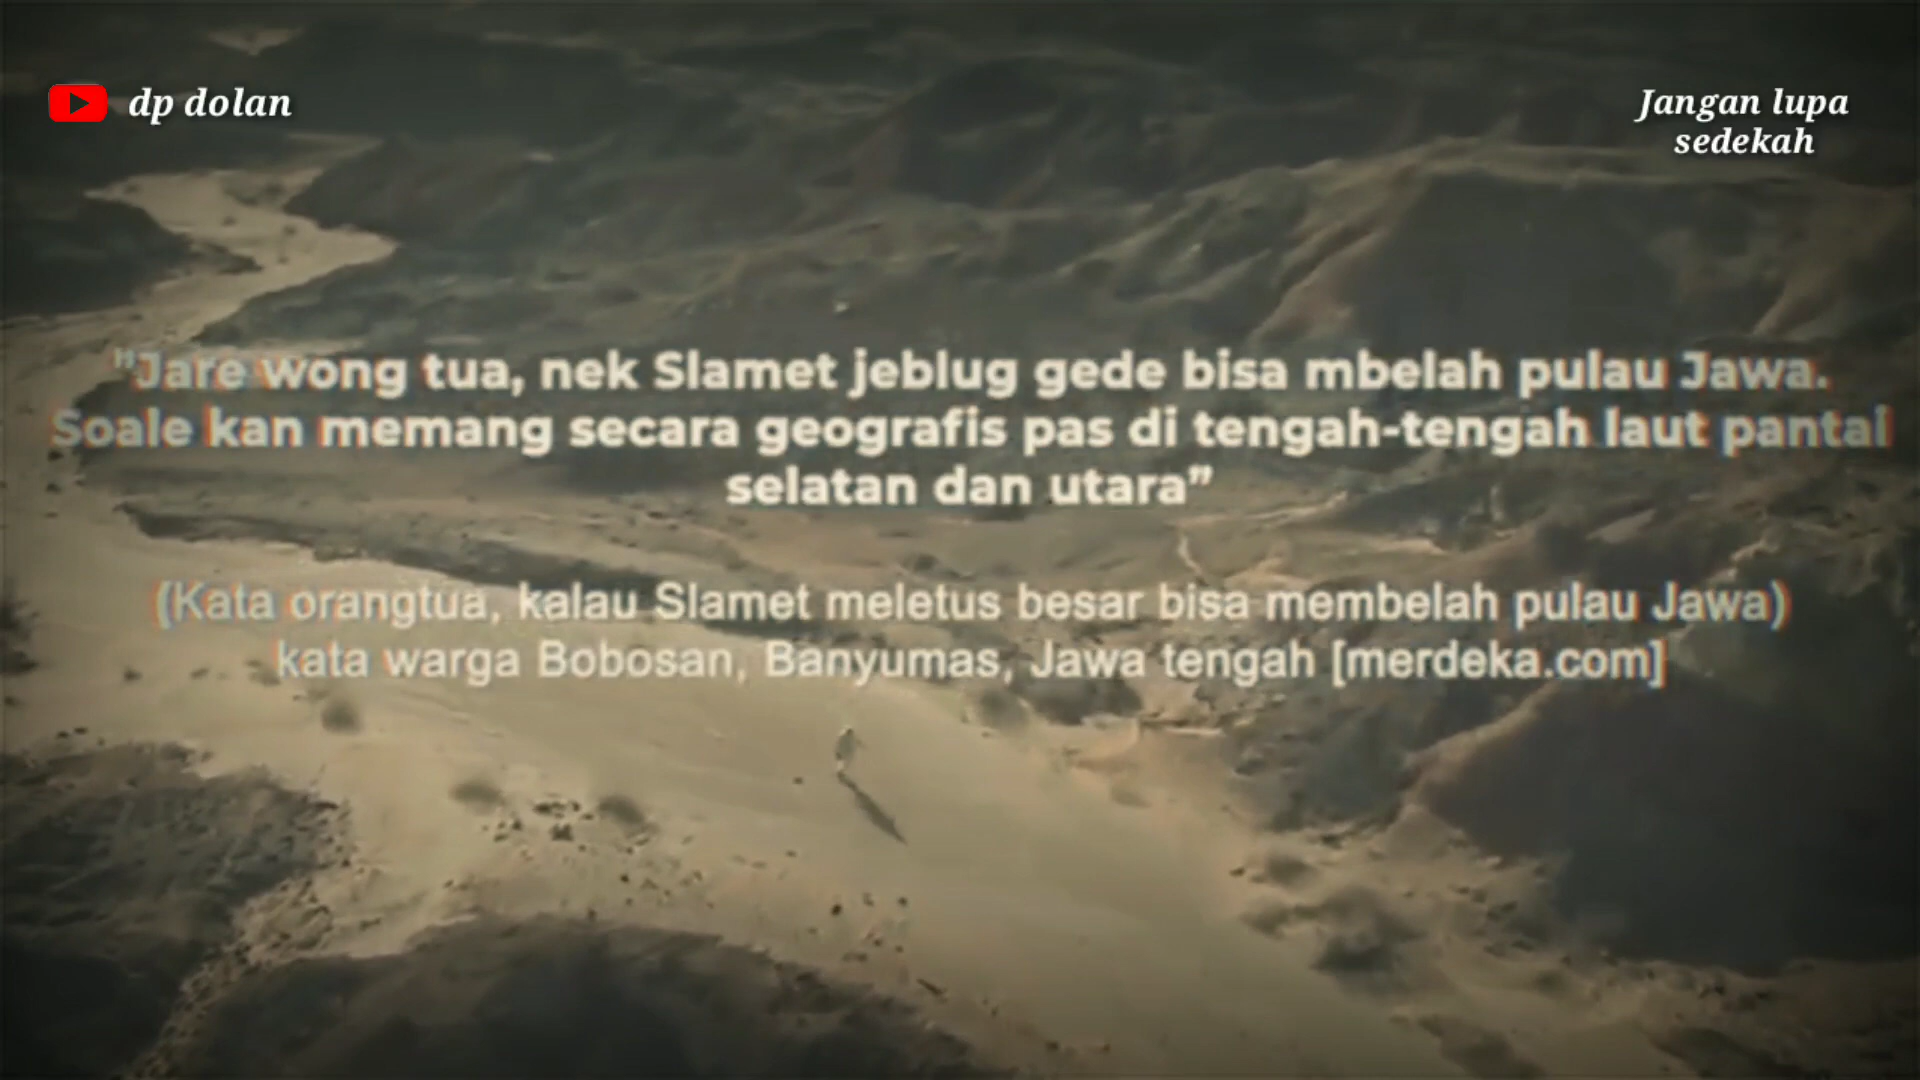 dp dolan
Jangan lupa
sedekah
"Jare wong tua, nek Slamet jeblug gede bisa mbelah pulau Jawa.
Soale kan memang secara geografis pas di tengah-tengah laut pantai
selatan dan utara”
(Kata orangtua, kalau Slamet meletus besar bisa membelah pulau Jawa)
kata warga Bobosan, Banyumas, Jawa tengah [merdeka.com]